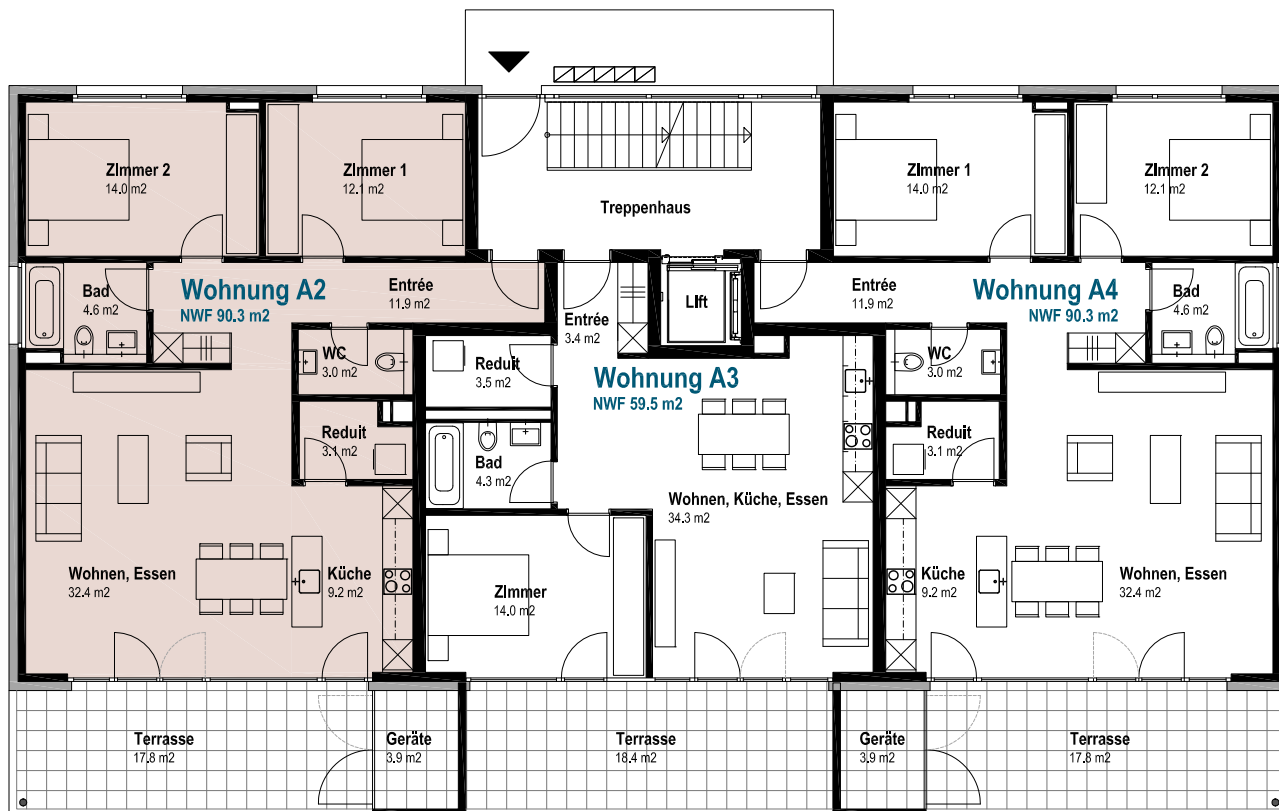 Zimmer 2
14.0 m2
Zimmer 1
12.1 m2
Treppenhaus
Zimmer 1
14.0 m2
Zimmer 2
12.1 m2
Bad
4.6 m2
Wohnung A2
NWF 90.3 m2
Entrée
11.9 m2
Entrée
3.4 m2
Lift
Entrée
11.9 m2
Wohnung A4
NWF 90.3 m2
Bad
4.6 m2
WC
3.0 m2
Reduit
3.5 m2
Wohnung A3
NWF 59.5 m2
WC
3.0 m2
Reduit
3.1 m2
Bad
4.3 m2
Reduit
3.1 m2
Wohnen, Küche, Essen
34.3 m2
Wohnen, Essen
32.4 m2
Küche
9.2 m2
Zimmer
14.0 m2
Küche
9.2 m2
Wohnen, Essen
32.4 m2
Terrasse
17.8 m2
Geräte
3.9 m2
Terrasse
18.4 m2
Geräte
3.9 m2
Terrasse
17.8 m2